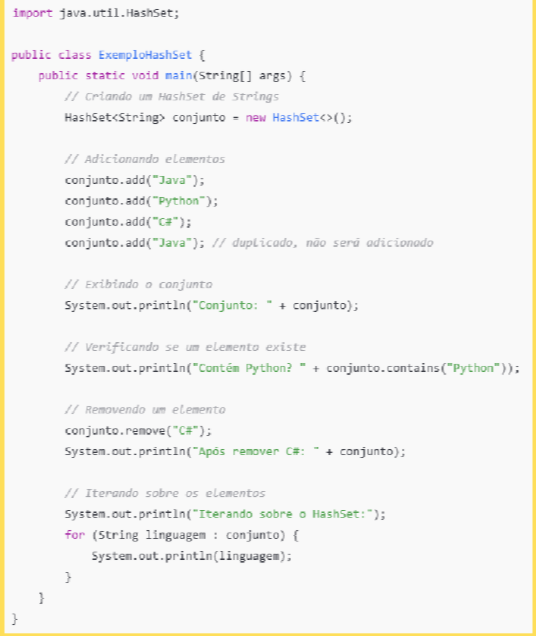 import java.util.HashSet;
public class ExemploHashSet {
public static void main(String[] args) {
// Criando um HashSet de Strings
HashSet<String> conjunto = new HashSet<>();
// Adicionando elementos
conjunto.add("Java");
conjunto.add("Python");
conjunto.add("C#");
conjunto.add("Java"); // duplicado, não será adicionado
// Exibindo o conjunto
System.out.println("Conjunto: " + conjunto);
// Verificando se um elemento existe
System.out.println("Contém Python? " + conjunto.contains("Python"));
// Removendo um elemento
conjunto.remove("C#");
System.out.println("Após remover C#: " + conjunto);
// Iterando sobre os elementos
System.out.println("Iterando sobre o HashSet:");
for (String linguagem : conjunto) {
System.out.println(linguagem);
}
}
}